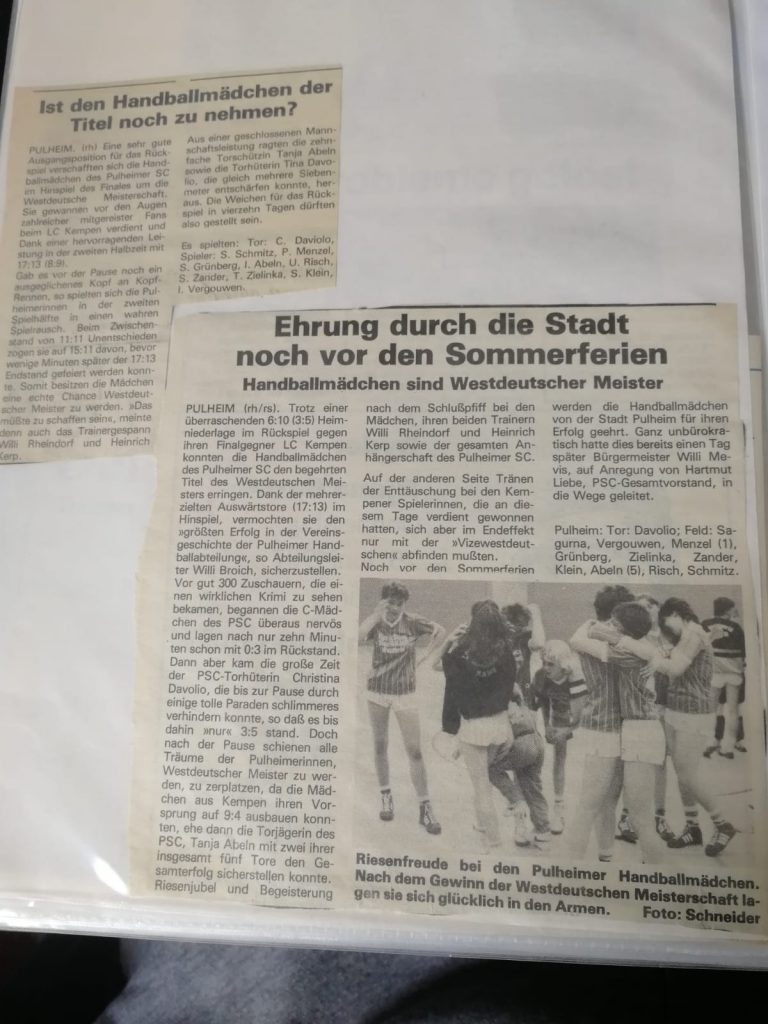 Ist den Handballmädchen der
Titel noch zu nehmen?
PULHEIM. (rh) Eine sehr gute
Ausgangsposition für das Rück-
spiel verschafften sich die Hand-
ballmädchen des Pulheimer SC
im Hinspiel des Finales um die
Westdeutsche Meisterschaft.
Sie gewannen vor den Augen
zahlreicher mitgereister Fans
beim LC Kempen verdient und
Dank einer hervorragenden Lei-
stung in der zweiten Halbzeit mit
17:13 (8:9).
Gab es vor der Pause noch ein
ausgeglichenes Kopf an Kopf-
Rennen, so spielten sich die Pul-
heimerinnen in der zweiten
Spielhälfte in einen wahren
Spielrausch. Beim Zwischen-
stand von 11:11 Unentschieden
zogen sie auf 15:11 davon, bevor
wenige Minuten später der 17:13
Endstand gefeiert werden konn-
te. Somit besitzen die Mädchen
eine echte Chance Westdeut-
scher Meister zu werden. »Das
müßte zu schaffen sein«, meinte
denn auch das Trainergespann
Willi Rheindorf und Heinrich
Kerp.
Aus einer geschlossenen Mann-
schaftsleistung ragten die zehn-
fache Torschützin Tanja Abeln
sowie die Torhüterin Tina Davo-
lio, die gleich mehrere Sieben-
meter entschärfen konnte, her-
aus. Die Weichen für das Rück-
spiel in vierzehn Tagen dürften
also gestellt sein.
Es spielten: Tor: C. Daviolo,
Spieler: S. Schmitz, P. Menzel,
S. Grünberg, I. Abeln, U. Risch,
S. Zander, T. Zielinka, S. Klein,
I. Vergouwen.
Ehrung durch die Stadt
noch vor den Sommerferien
Handballmädchen sind Westdeutscher Meister
PULHEIM (rh/rs). Trotz einer
überraschenden 6:10 (3:5) Heim-
niederlage im Rückspiel gegen
ihren Finalgegner LC Kempen
konnten die Handballmädchen
des Pulheimer SC den begehrten
Titel des Westdeutschen Meis-
ters erringen. Dank der mehrer-
zielten Auswärtstore (17:13) im
Hinspiel, vermochten sie den
»größten Erfolg in der Vereins-
geschichte der Pulheimer Hand-
ballabteilung«, so Abteilungslei-
ter Willi Broich, sicherzustellen.
Vor gut 300 Zuschauern, die ei-
nen wirklichen Krimi zu sehen
bekamen, begannen die C-Mäd-
chen des PSC überaus nervös
und lagen nach nur zehn Minu-
ten schon mit 0:3 im Rückstand.
Dann aber kam die große Zeit
der PSC-Torhüterin Christina
Davolio, die bis zur Pause durch
einige tolle Paraden schlimmeres
verhindern konnte, so daß es bis
dahin »nur« 3:5 stand. Doch
nach der Pause schienen alle
Träume der Pulheimerinnen,
Westdeutscher Meister zu wer-
den, zu zerplatzen, da die Mäd-
chen aus Kempen ihren Vor-
sprung auf 9:4 ausbauen konn-
ten, ehe dann die Torjägerin des
PSC, Tanja Abeln mit zwei ihrer
insgesamt fünf Tore den Ge-
samterfolg sicherstellen konnte.
Riesenjubel und Begeisterung
nach dem Schlußpfiff bei den
Mädchen, ihren beiden Trainern
Willi Rheindorf und Heinrich
Kerp sowie der gesamten An-
hängerschaft des Pulheimer SC.
Auf der anderen Seite Tränen
der Enttäuschung bei den Kem-
pener Spielerinnen, die an die-
sem Tage verdient gewonnen
hatten, sich aber im Endeffekt
nur mit der »Vizewestdeut-
schen« abfinden mußten.
Noch vor den Sommerferien
werden die Handballmädchen
von der Stadt Pulheim für ihren
Erfolg geehrt. Ganz unbüro-
kratisch hatte dies bereits einen Tag
später Bürgermeister Willi Me-
vis, auf Anregung von Hartmut
Liebe, PSC-Gesamtvorstand, in
die Wege geleitet.
Pulheim: Tor: Davolio; Feld: Sa-
gurna, Vergouwen, Menzel (1),
Grünberg, Zielinka, Zander,
Klein, Abeln (5), Risch, Schmitz.
Riesenfreude bei den Pulheimer Handballmädchen.
Nach dem Gewinn der Westdeutschen Meisterschaft la-
gen sie sich glücklich in den Armen. Foto: Schneider